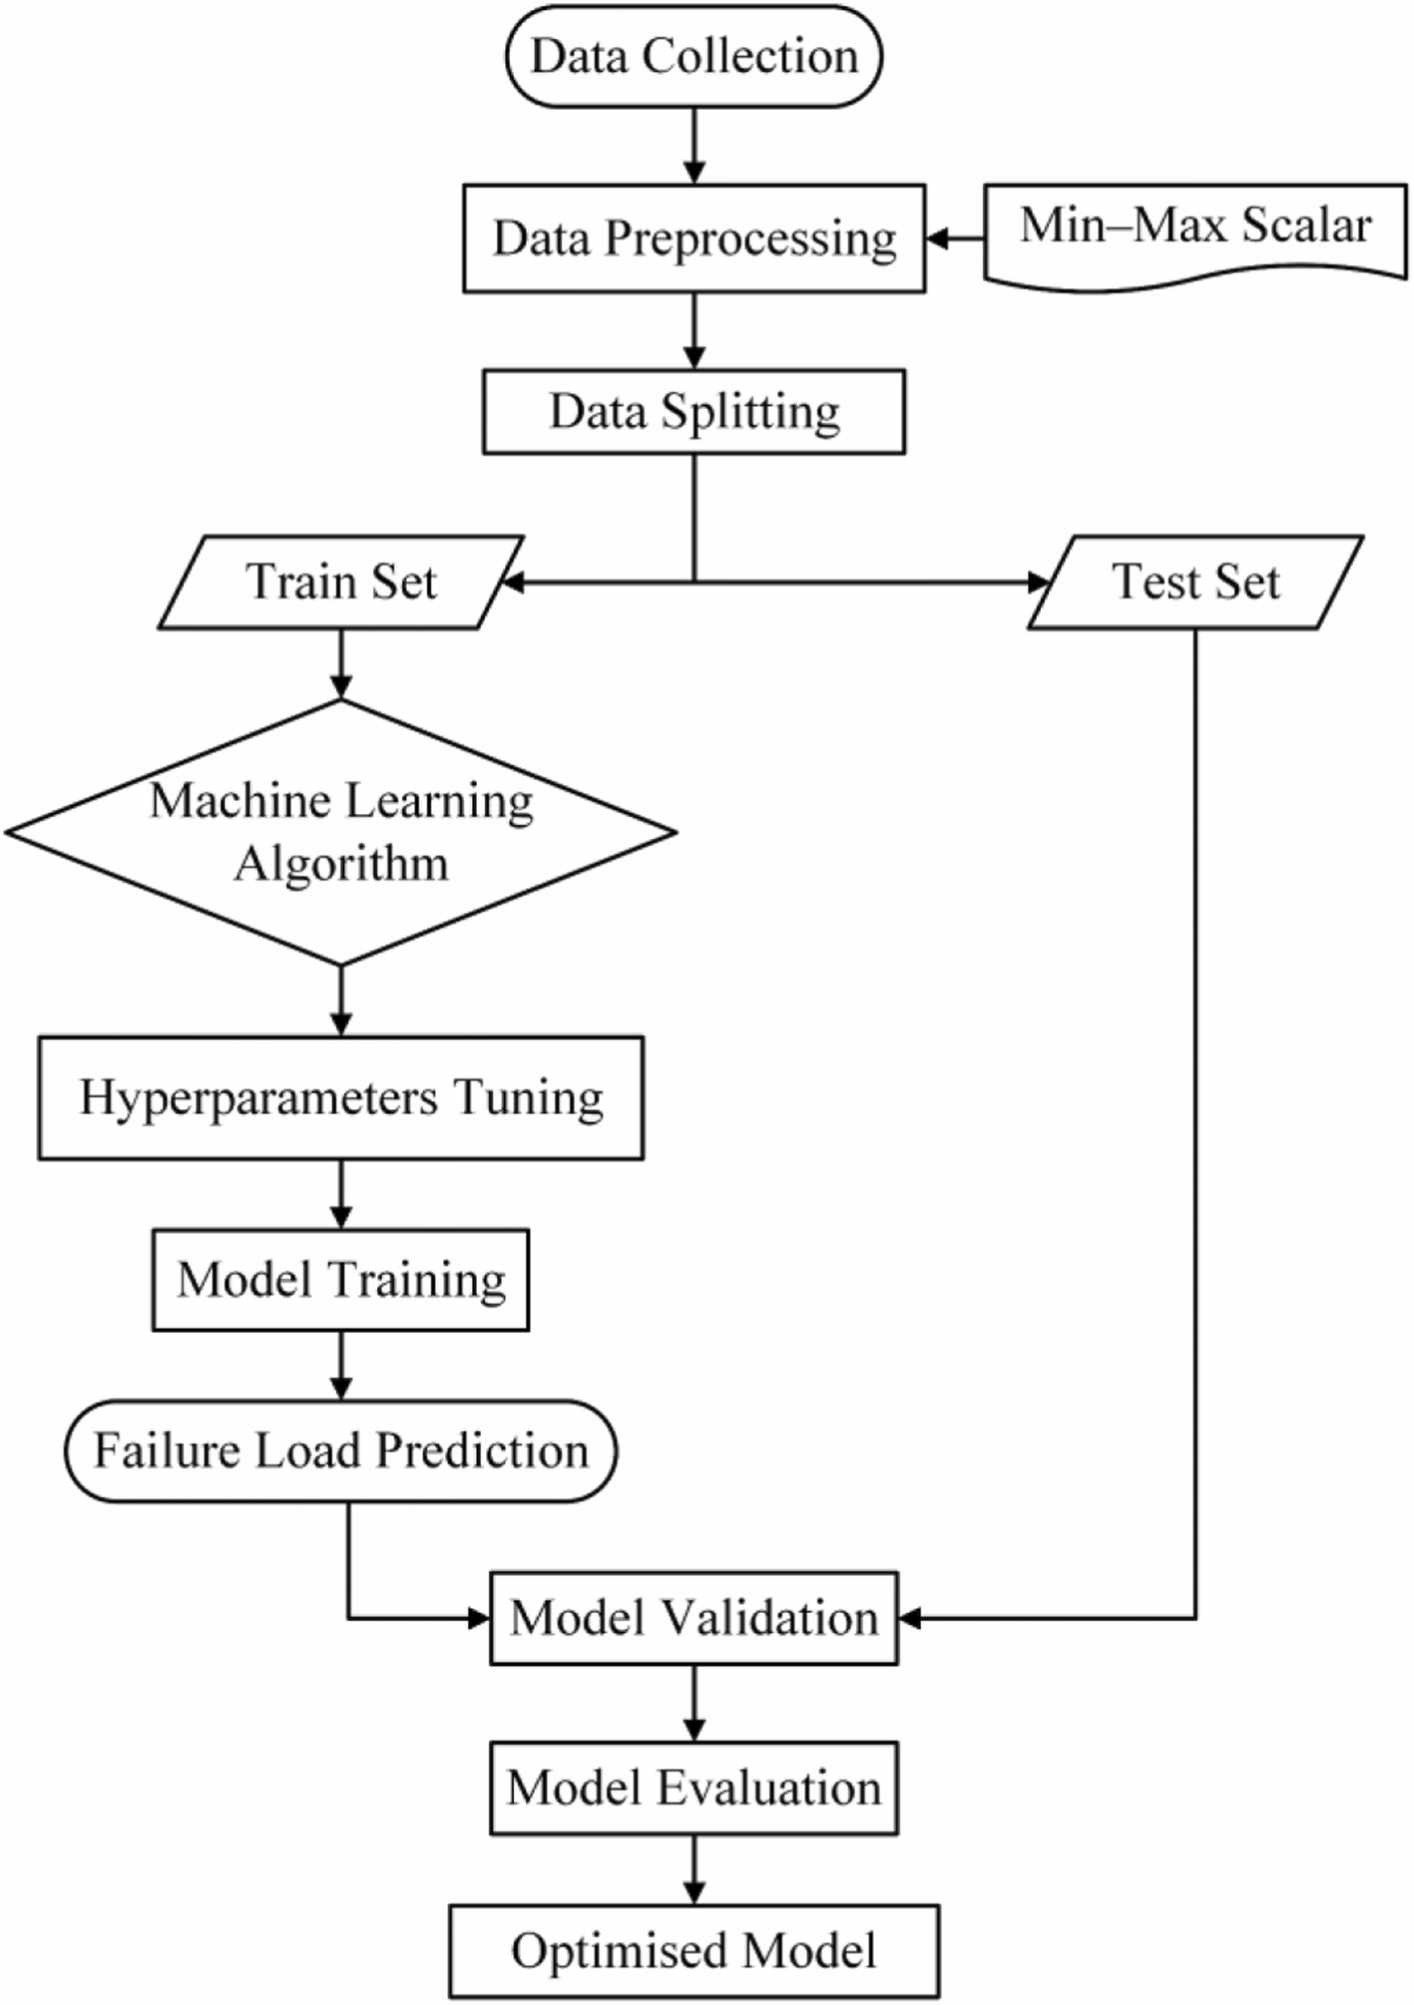 Data Collection
Data Preprocessing
Min–Max Scalar
Data Splitting
Train Set
Test Set
Machine Learning
Algorithm
Hyperparameters Tuning
Model Training
Failure Load Prediction
Model Validation
Model Evaluation
Optimised Model